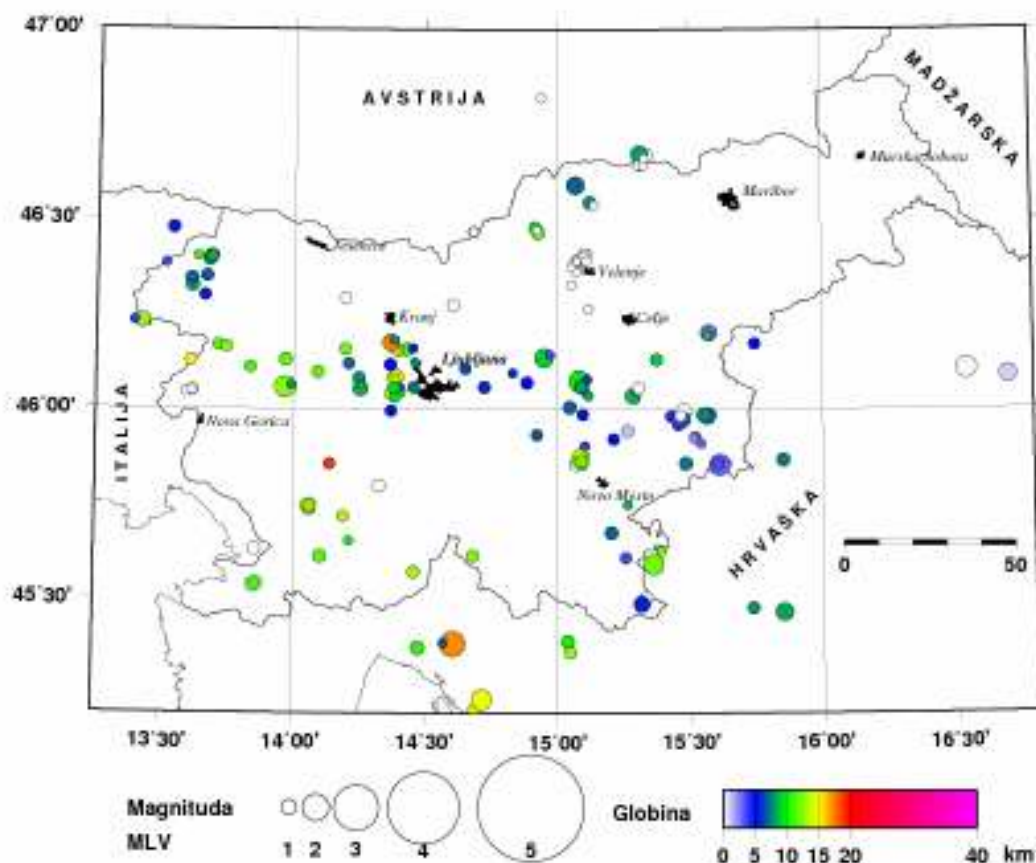 47°00'
AVSTRIJA
MADŽARSKA
Murska Sobota
Maribor
46°30'
Jesenice
Velenje
Kranj
Celje
Ljubljana
46°00'
ITALIJA
Nova Gorica
Novo Mesto
HRVAŠKA
45°30'
0 50
13°30' 14°00' 14°30' 15°00' 15°30' 16°00' 16°30'
Magnituda
MLV
1 2 3 4 5
Globina
0 5 10 15 20 40 km